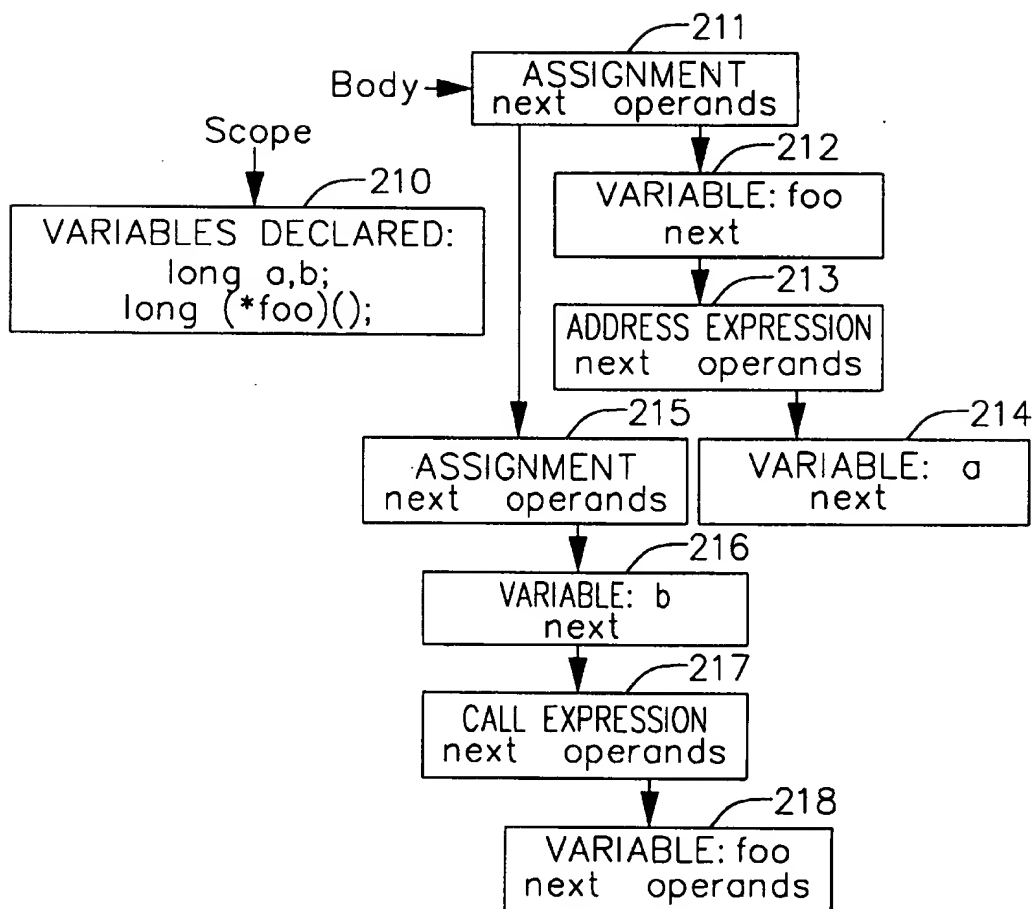 211
Body
ASSIGNMENT
next operands
Scope
210
VARIABLES DECLARED:
long a,b;
long (*foo)();
212
VARIABLE: foo
next
213
ADDRESS EXPRESSION
next operands
214
VARIABLE: a
next
215
ASSIGNMENT
next operands
216
VARIABLE: b
next
217
CALL EXPRESSION
next operands
218
VARIABLE: foo
next operands